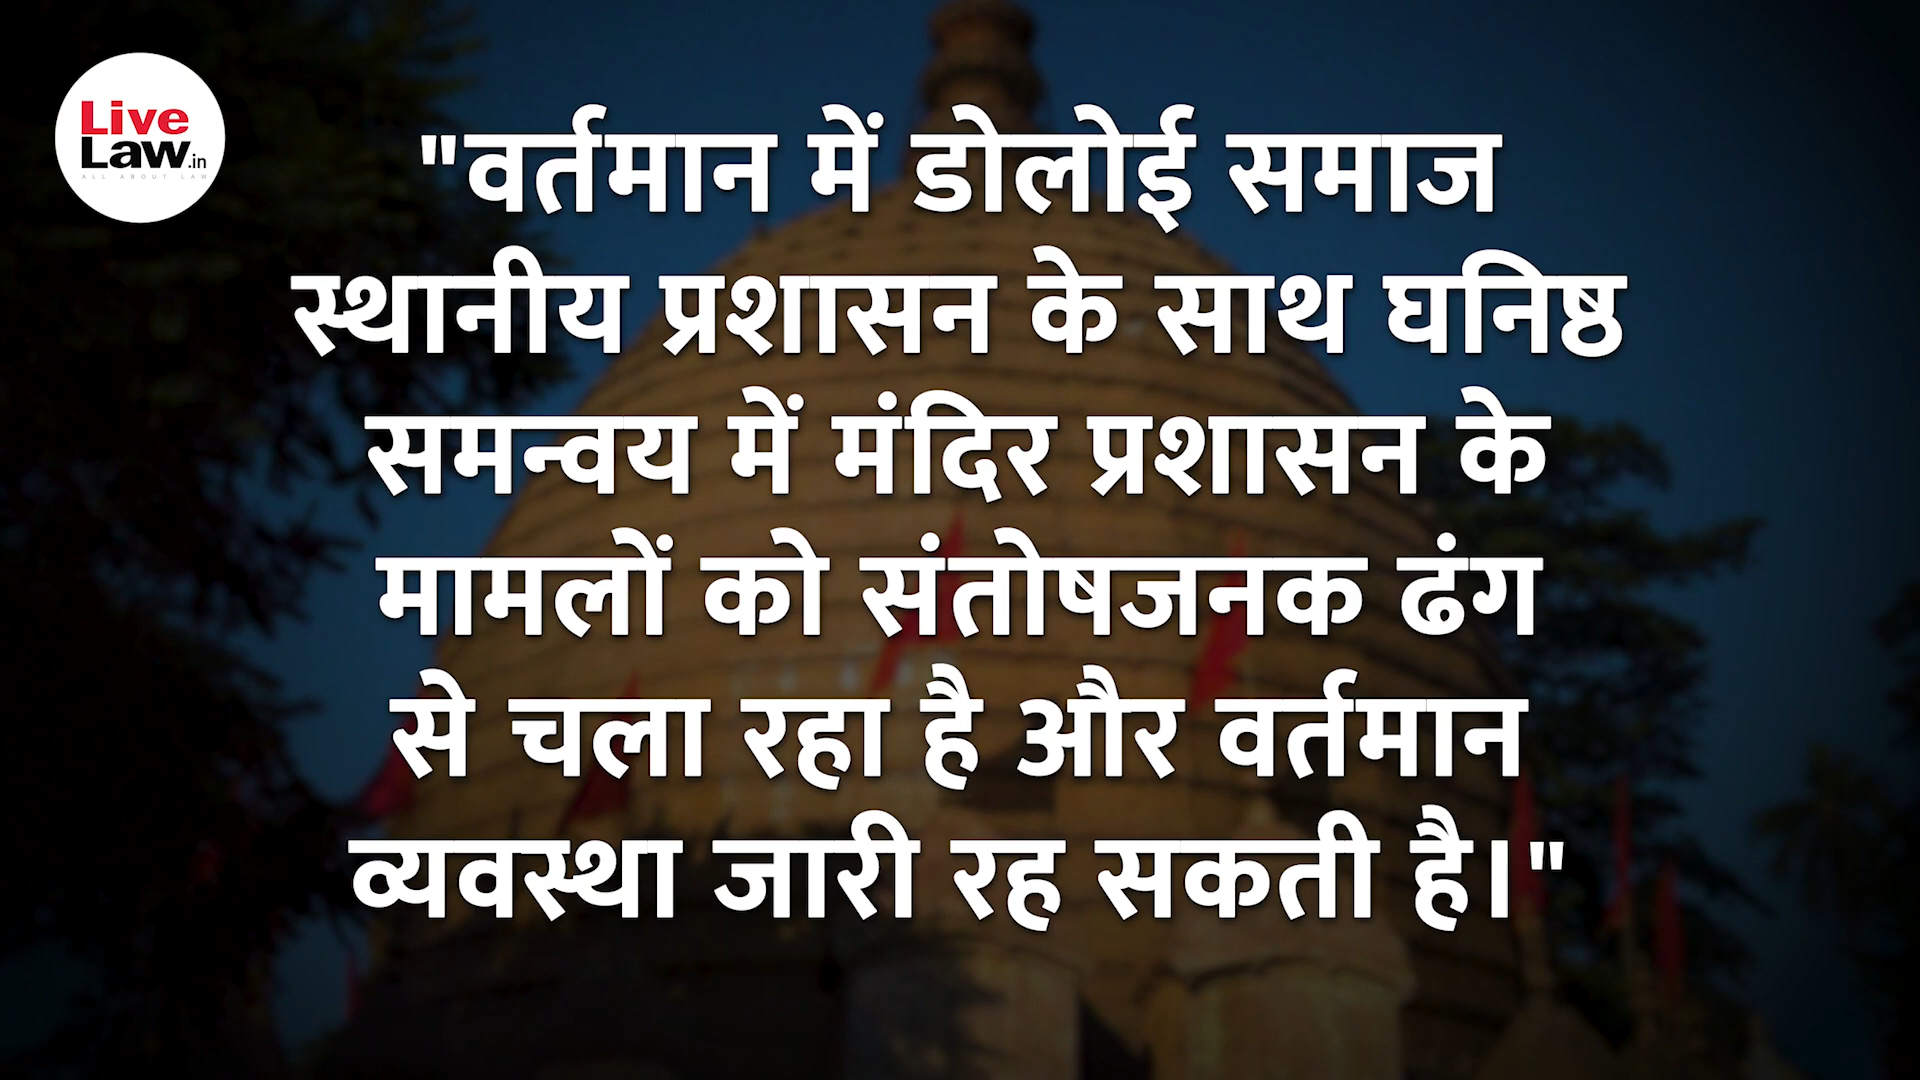 Live
Law.in
ALL ABOUT LAW
"वर्तमान में डोलोई समाज
स्थानीय प्रशासन के साथ घनिष्ठ
समन्वय में मंदिर प्रशासन के
मामलों को संतोषजनक ढंग
से चला रहा है और वर्तमान
व्यवस्था जारी रह सकती है।"